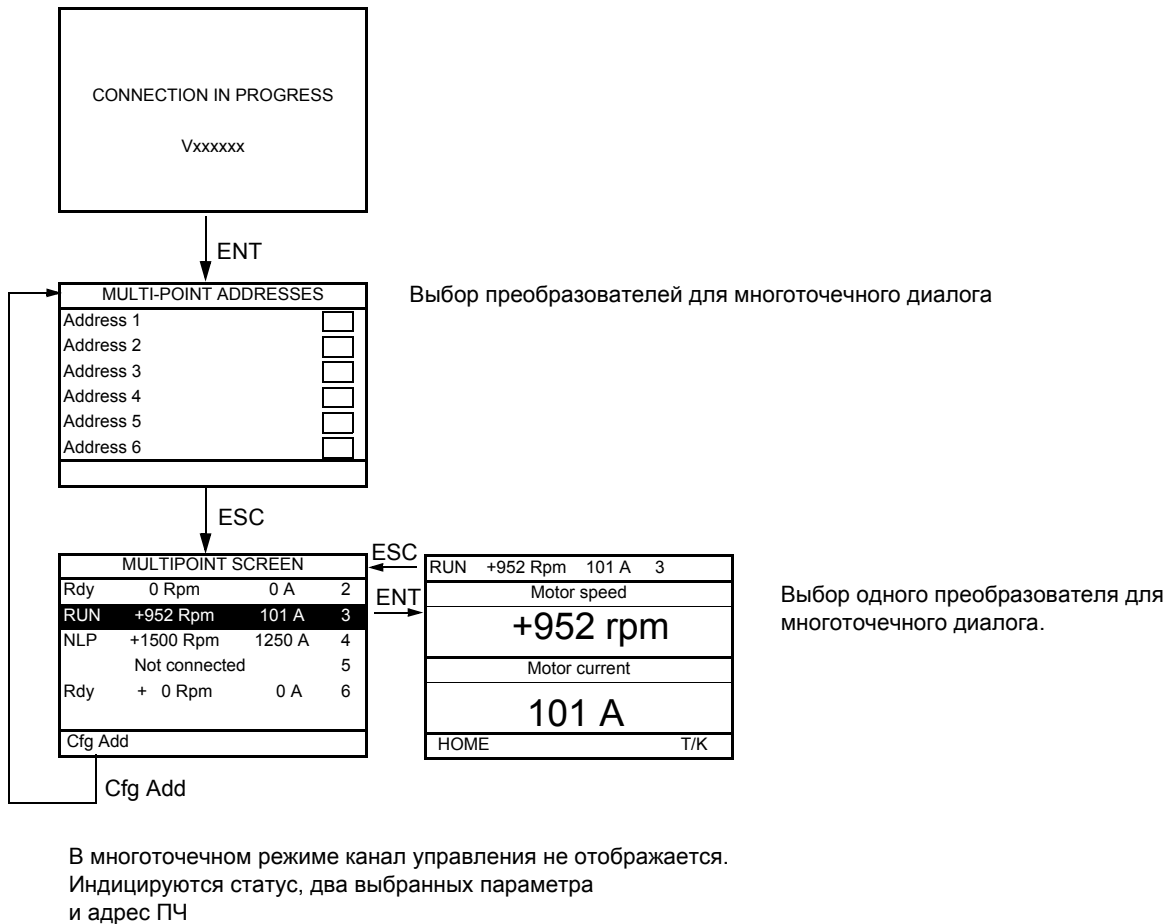 CONNECTION IN PROGRESS
Vxxxxxx
ENT
MULTI-POINT ADDRESSES
Выбор преобразователей для многоточечного диалога
Address 1
Address 2
Address 3
Address 4
Address 5
Address 6
ESC
MULTIPOINT SCREEN
Rdy 0 Rpm 0 A 2
RUN +952 Rpm 101 A 3
NLP +1500 Rpm 1250 A 4
Not connected 5
Rdy + 0 Rpm 0 A 6
Cfg Add
Cfg Add
ESC
ENT
RUN +952 Rpm 101 A 3
Motor speed
+952 rpm
Motor current
101 A
HOME T/K
Выбор одного преобразователя для
многоточечного диалога.
В многоточечном режиме канал управления не отображается.
Индицируются статус, два выбранных параметра
и адрес ПЧ